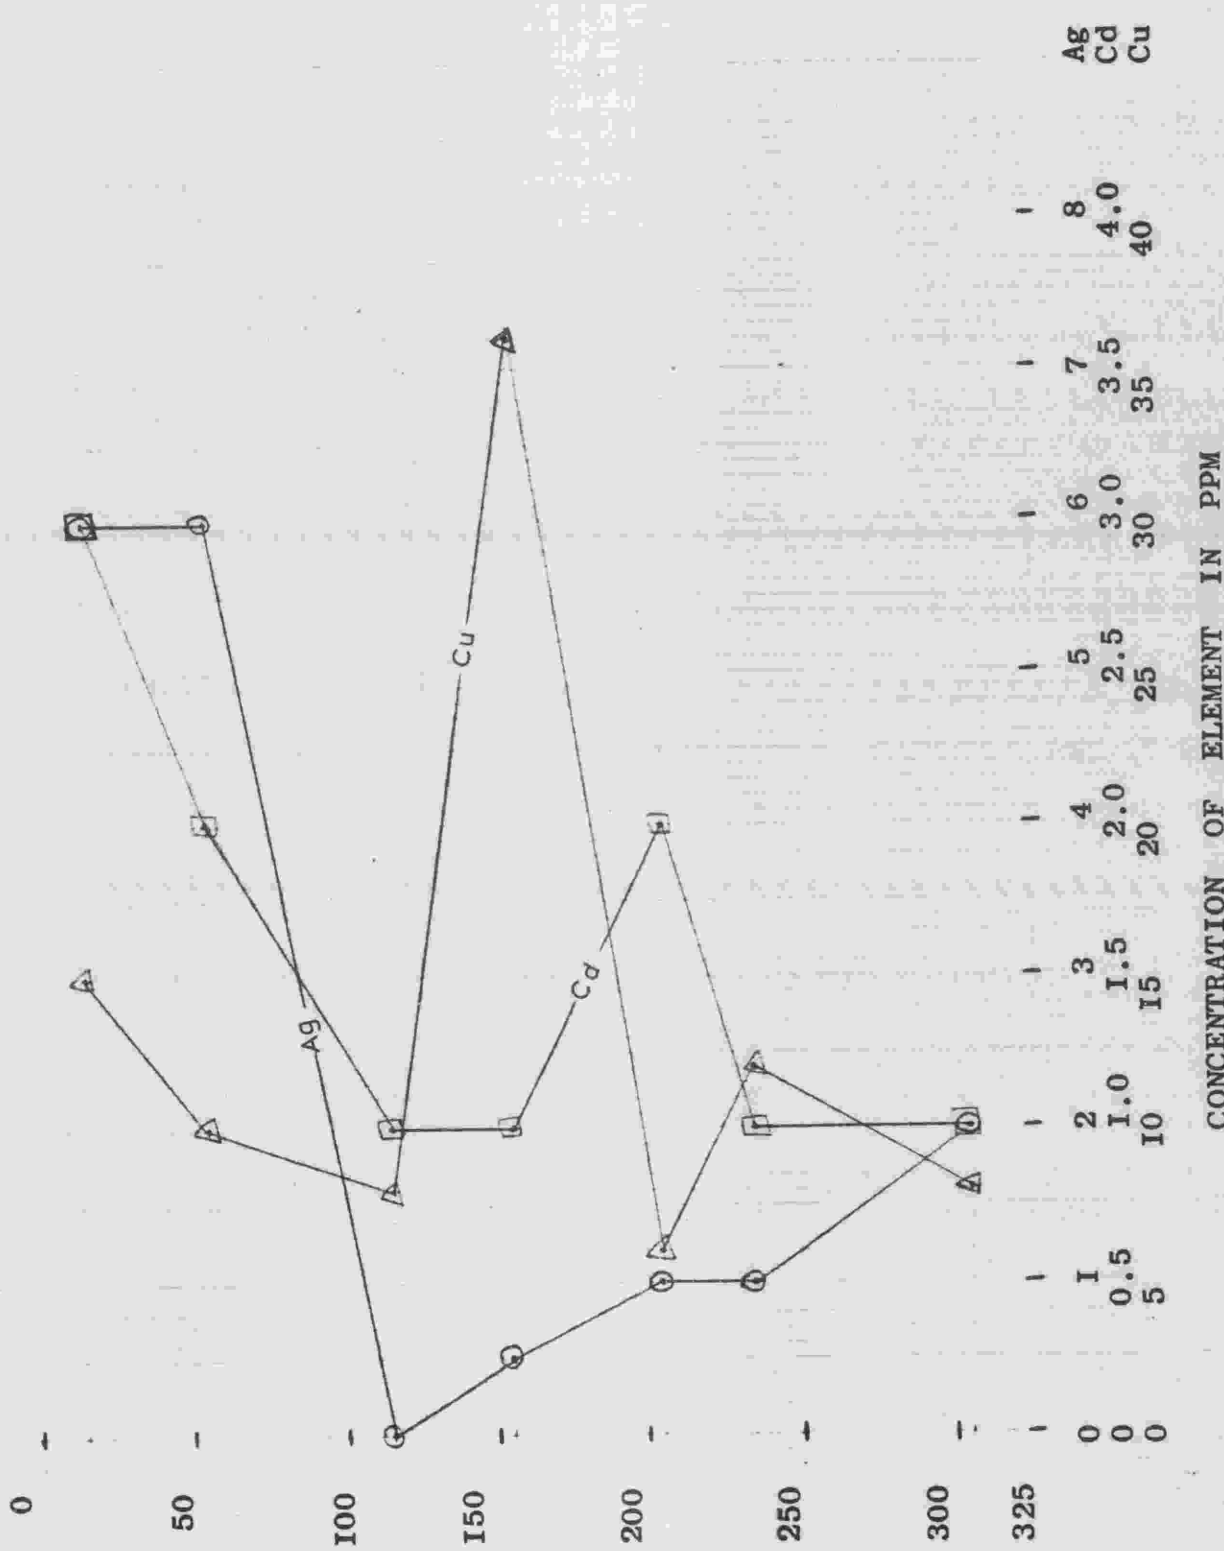 0
50
I00
I50
200
250
300
325
Ag
Cu
Cd
0 I 2 3 4 5 6 7 8 Ag
0 0.5 I.0 I.5 2.0 2.5 3.0 3.5 4.0 Cd
0 5 I0 I5 20 25 30 35 40 Cu
CONCENTRATION OF ELEMENT IN PPM